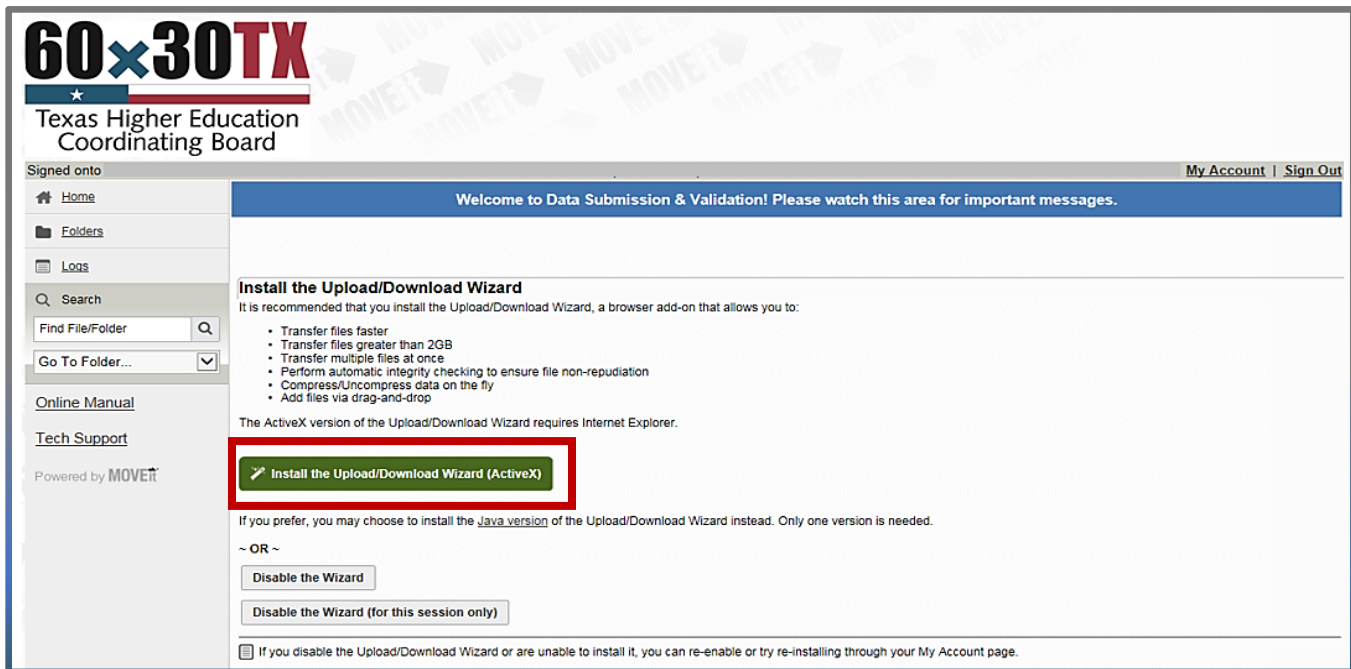 60x30TX
Texas Higher Education
Coordinating Board
Signed onto
My Account | Sign Out
Home
Welcome to Data Submission & Validation! Please watch this area for important messages.
Folders
Logs
Search
Find File/Folder
Go To Folder...
Online Manual
Tech Support
Powered by MOVEit
Install the Upload/Download Wizard
It is recommended that you install the Upload/Download Wizard, a browser add-on that allows you to:
• Transfer files faster
• Transfer files greater than 2GB
• Transfer multiple files at once
• Perform automatic integrity checking to ensure file non-repudiation
• Compress/Uncompress data on the fly
• Add files via drag-and-drop
The ActiveX version of the Upload/Download Wizard requires Internet Explorer.
Install the Upload/Download Wizard (ActiveX)
If you prefer, you may choose to install the Java version of the Upload/Download Wizard instead. Only one version is needed.
~ OR ~
Disable the Wizard
Disable the Wizard (for this session only)
If you disable the Upload/Download Wizard or are unable to install it, you can re-enable or try re-installing through your My Account page.